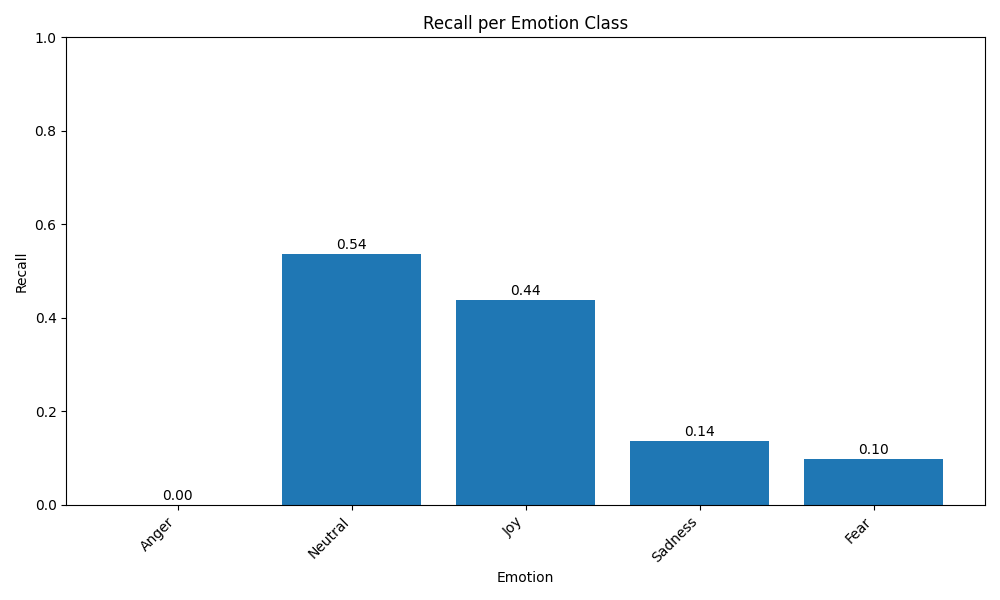 Recall per Emotion Class
1.0
0.8
0.6
0.4
0.2
0.0
Recall
0.00
0.54
0.44
0.14
0.10
Anger
Neutral
Joy
Sadness
Fear
Emotion